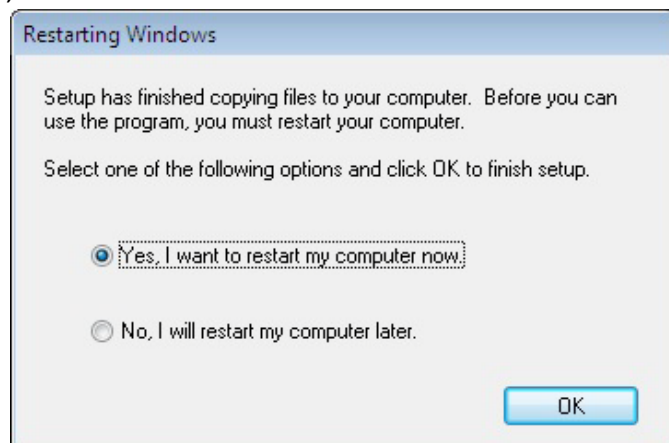 Restarting Windows
Setup has finished copying files to your computer.  Before you can
use the program, you must restart your computer.
Select one of the following options and click OK to finish setup.
Yes, I want to restart my computer now.
No, I will restart my computer later.
OK